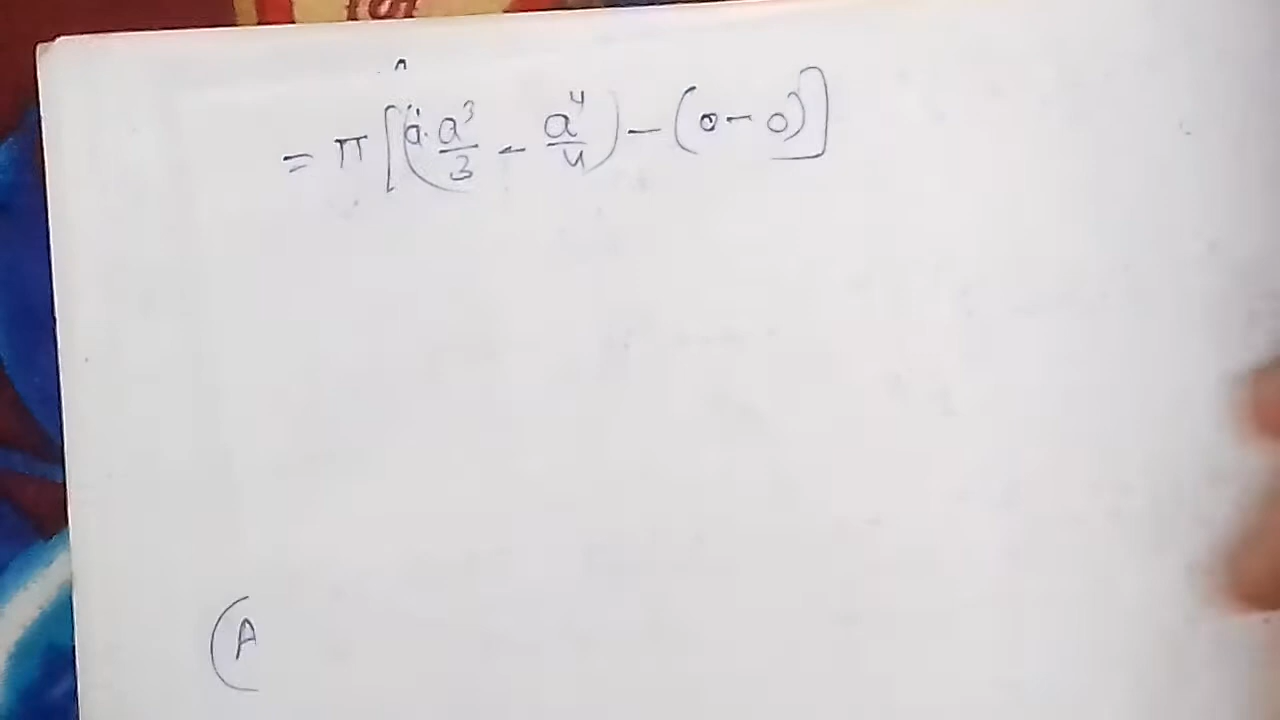 = π [(a·a³/3 - a⁴/4) - (0 - 0)]
(A